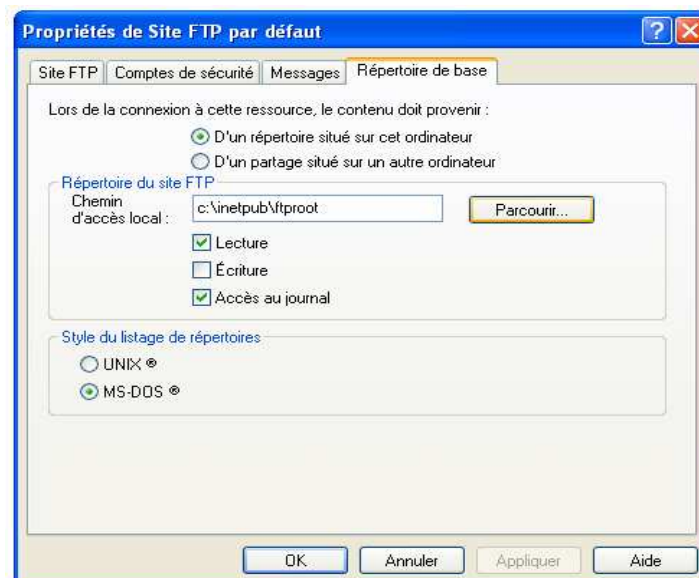 Propriétés de Site FTP par défaut
Site FTP Comptes de sécurité Messages Répertoire de base
Lors de la connexion à cette ressource, le contenu doit provenir :
D'un répertoire situé sur cet ordinateur
D'un partage situé sur un autre ordinateur
Répertoire du site FTP
Chemin
d'accès local : c:\inetpub\ftproot Parcourir...
Lecture
Écriture
Accès au journal
Style du listage de répertoires
UNIX ®
MS-DOS ®
OK Annuler Appliquer Aide